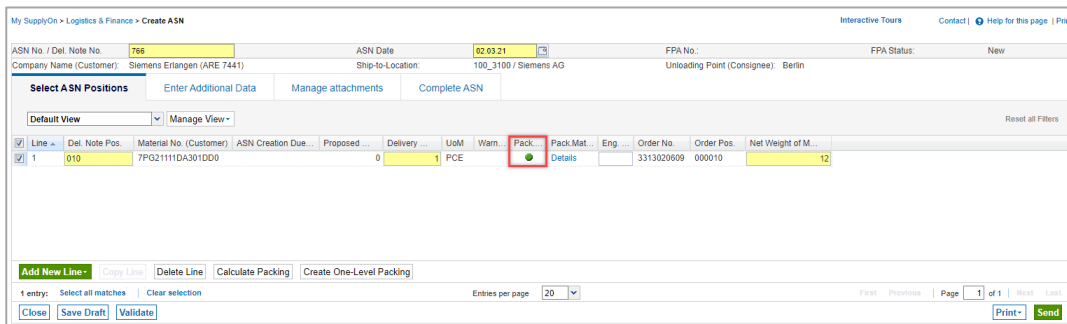 My SupplyOn > Logistics & Finance > Create ASN Interactive Tours Contact | Help for this page | Pri
ASN No. / Del. Note No. 766 ASN Date 02.03.21 FPA No.: FPA Status: New
Company Name (Customer): Siemens Erlangen (ARE 7441) Ship-to-Location: 100_3100 / Siemens AG Unloading Point (Consignee): Berlin
Select ASN Positions Enter Additional Data Manage attachments Complete ASN
Default View Manage View Reset all Filters
Line Del. Note Pos. Material No. (Customer) ASN Creation Due... Proposed ... Delivery ... UoM Warn... Pack... Pack.Mat... Eng. ... Order No. Order Pos. Net Weight of M...
1 010 7PG21111DA301DD0 0 1 PCE Details 3313020609 000010 12
Add New Line Copy Line Delete Line Calculate Packing Create One-Level Packing
1 entry: Select all matches Clear selection Entries per page 20 First Previous Page 1 of 1 Next Last
Close Save Draft Validate Print Send